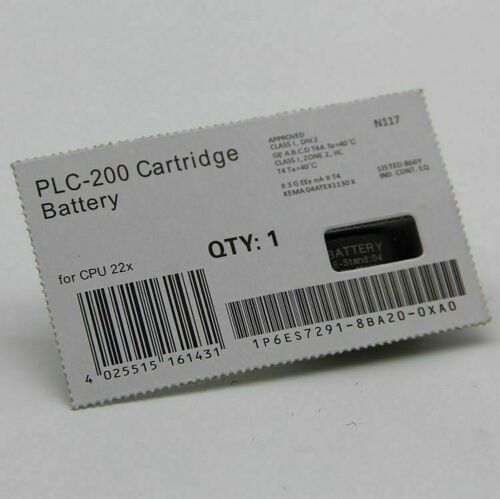 PLC-200 Cartridge
Battery
APPROVED
CLASS I, DIV.2
GP. A.B.C.D T4A Ta=40°C
CLASS I, ZONE 2, IIC
T4 Ta=40°C
II 3 G EEx nA II T4
KEMA 04ATEX1130 X
N117
LISTED 866Y
IND. CONT. EQ.
QTY: 1
BATTERY
E-Stand:04
for CPU 22x
4 025515 161431
1P6ES7291-8BA20-0XA0